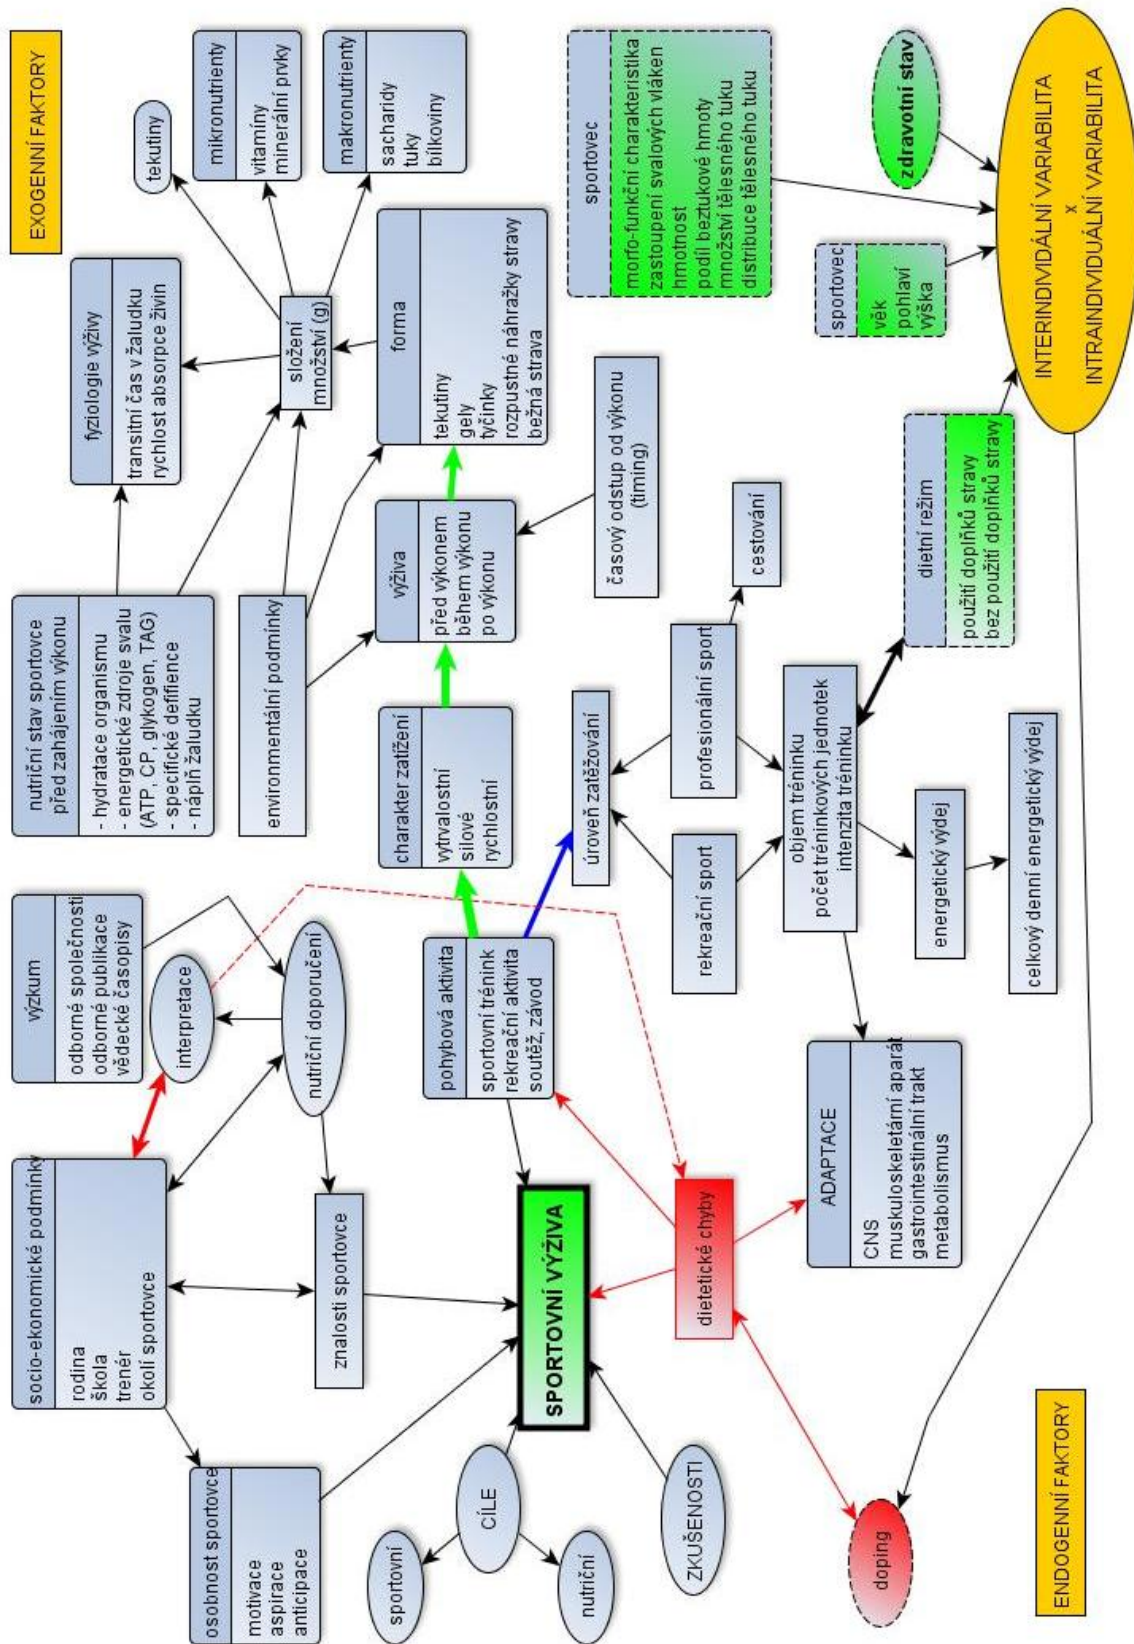 EXOGENNÍ FAKTORY
socio-ekonomické podmínky
rodina
škola
trenér
okolí sportovce
výzkum
odborné společnosti
odborné publikace
vědecké časopisy
nutriční stav sportovce
před zahájením výkonu
- hydratace organismu
- energetické zdroje svalu
(ATP, CP, glykogen, TAG)
- specifické defifience
- náplň žaludku
fyziologie výživy
transitní čas v žaludku
rychlost absorpce živin
tekutiny
mikronutrienty
vitamíny
minerální prvky
makronutrienty
sacharidy
tuky
bilkoviny
osobnost sportovce
motivace
aspirace
anticipace
interpretace
nutriční doporučení
znalosti sportovce
environmentální podmínky
složení
množství (g)
sportovní
CÍLE
nutriční
ZKUŠENOSTI
SPORTOVNÍ VÝŽIVA
pohybová aktivita
sportovní trénink
rekreační aktivita
soutěž, závod
charakter zatížení
vytrvalostní
silové
rychlostní
výživa
před výkonem
během výkonu
po výkonu
forma
tekutiny
gely
tyčinky
rozpustné náhražky stravy
běžná strava
časový odstup od výkonu
(timing)
úroveň zatěžování
rekreační sport
profesionální sport
cestování
sportovec
morfo-funkční charakteristika
zastoupení svalových vláken
hmotnost
podíl beztukové hmoty
množství tělesného tuku
distribuce tělesného tuku
dietetické chyby
objem tréninku
počet tréninkových jednotek
intenzita tréninku
ADAPTACE
CNS
muskuloskeletární aparát
gastrointestinální trakt
metabolismus
energetický výdej
celkový denní energetický výdej
dietní režim
použití doplňků stravy
bez použití doplňků stravy
sportovec
věk
pohlaví
výška
zdravotní stav
doping
INTERINDIVIDÁLNÍ VARIABILITA
x
INTRAINDIVIDUÁLNÍ VARIABILITA
ENDOGENNÍ FAKTORY